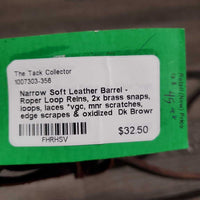 The Tack Collector
1007303-356
Narrow Soft Leather Barrel -
Roper Loop Reins, 2x brass snaps,
loops, laces *vgc, mnr scratches,
edge scrapes & oxidized Dk Brown
$32.50
FHRHSV